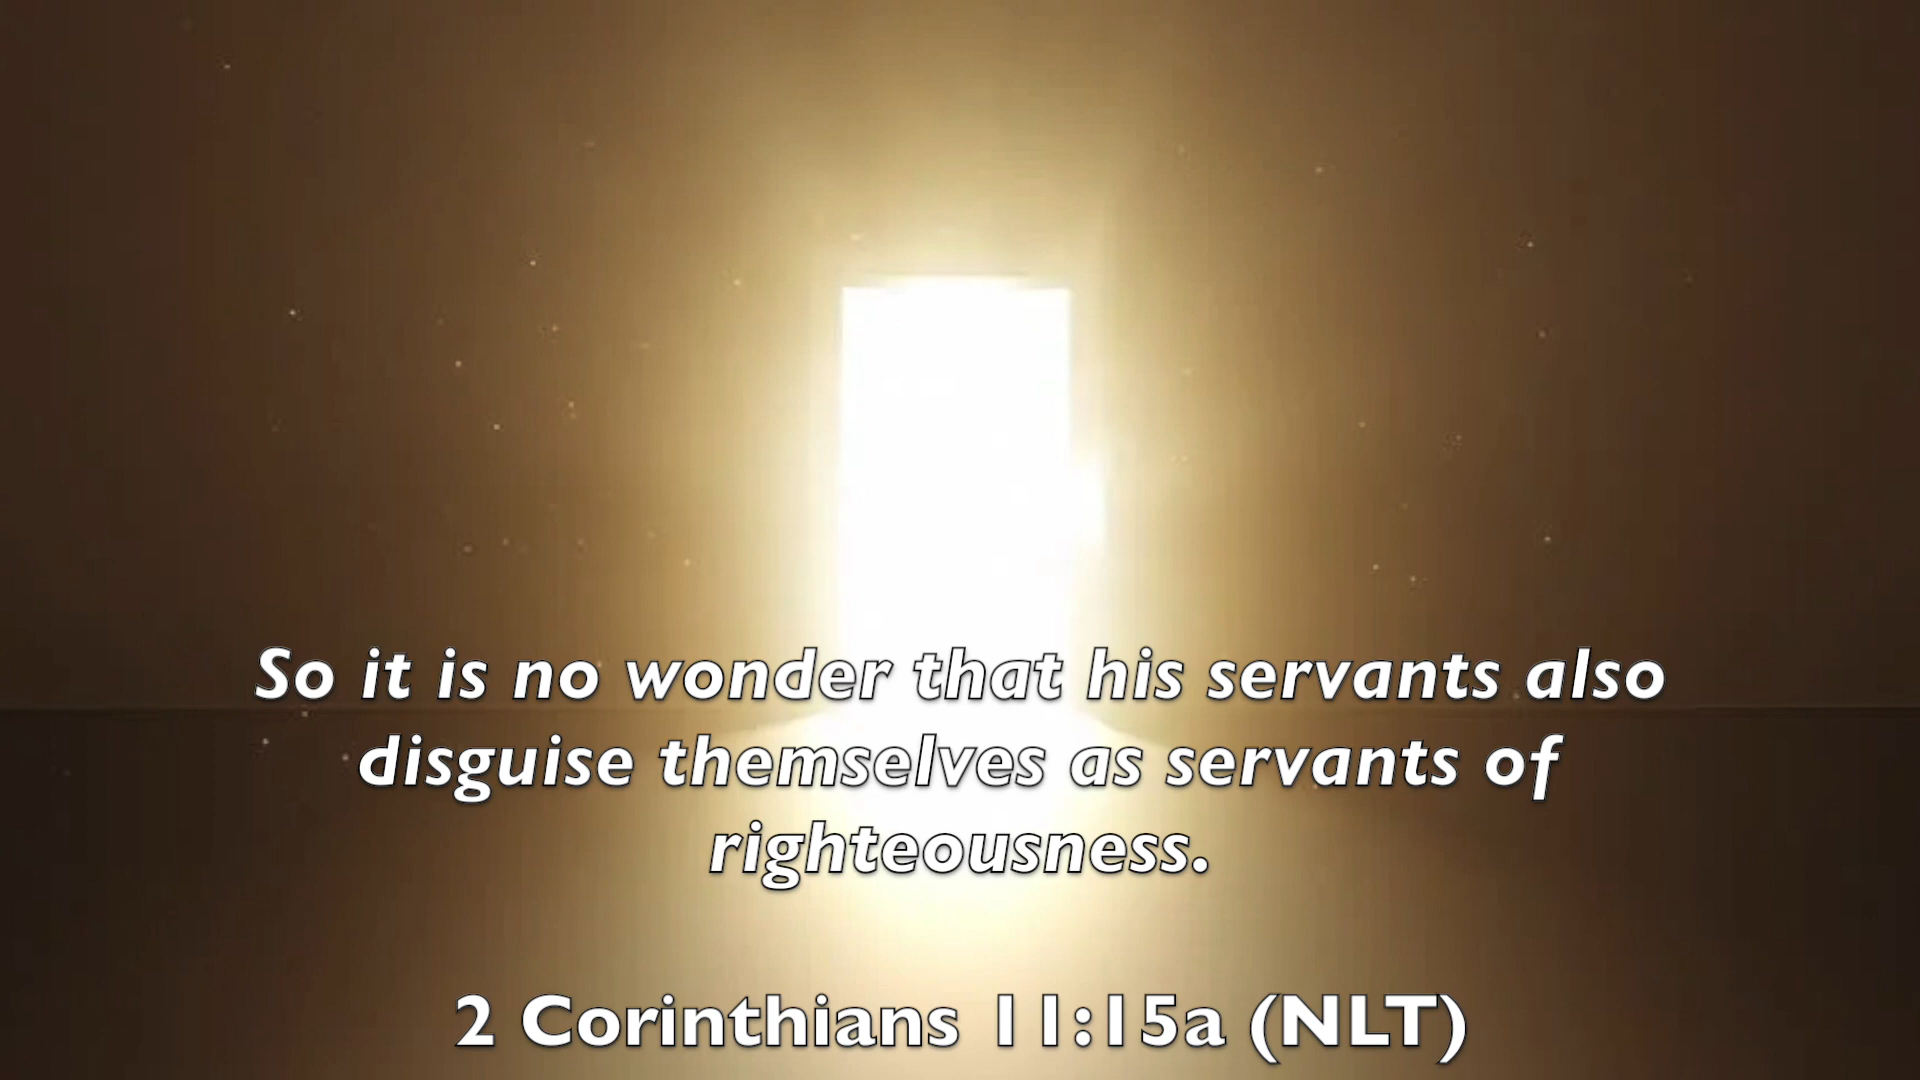 So it is no wonder that his servants also
disguise themselves as servants of
righteousness.
2 Corinthians 11:15a (NLT)